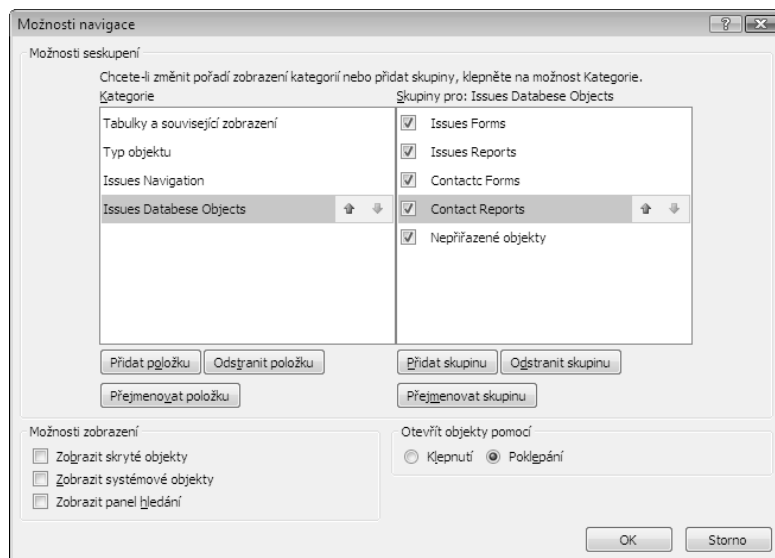 Možnosti navigace
Možnosti seskupení
Chcete-li změnit pořadí zobrazení kategorií nebo přidat skupiny, klepněte na možnost Kategorie.
Kategorie
Skupiny pro: Issues Databese Objects
Tabulky a související zobrazení
Typ objektu
Issues Navigation
Issues Databese Objects
Issues Forms
Issues Reports
Contactc Forms
Contact Reports
Nepřiřazené objekty
Přidat položku
Odstranit položku
Přidat skupinu
Odstranit skupinu
Přejmenovat položku
Přejmenovat skupinu
Možnosti zobrazení
Zobrazit skryté objekty
Zobrazit systémové objekty
Zobrazit panel hledání
Otevřít objekty pomocí
Klepnutí
Poklepání
OK
Storno